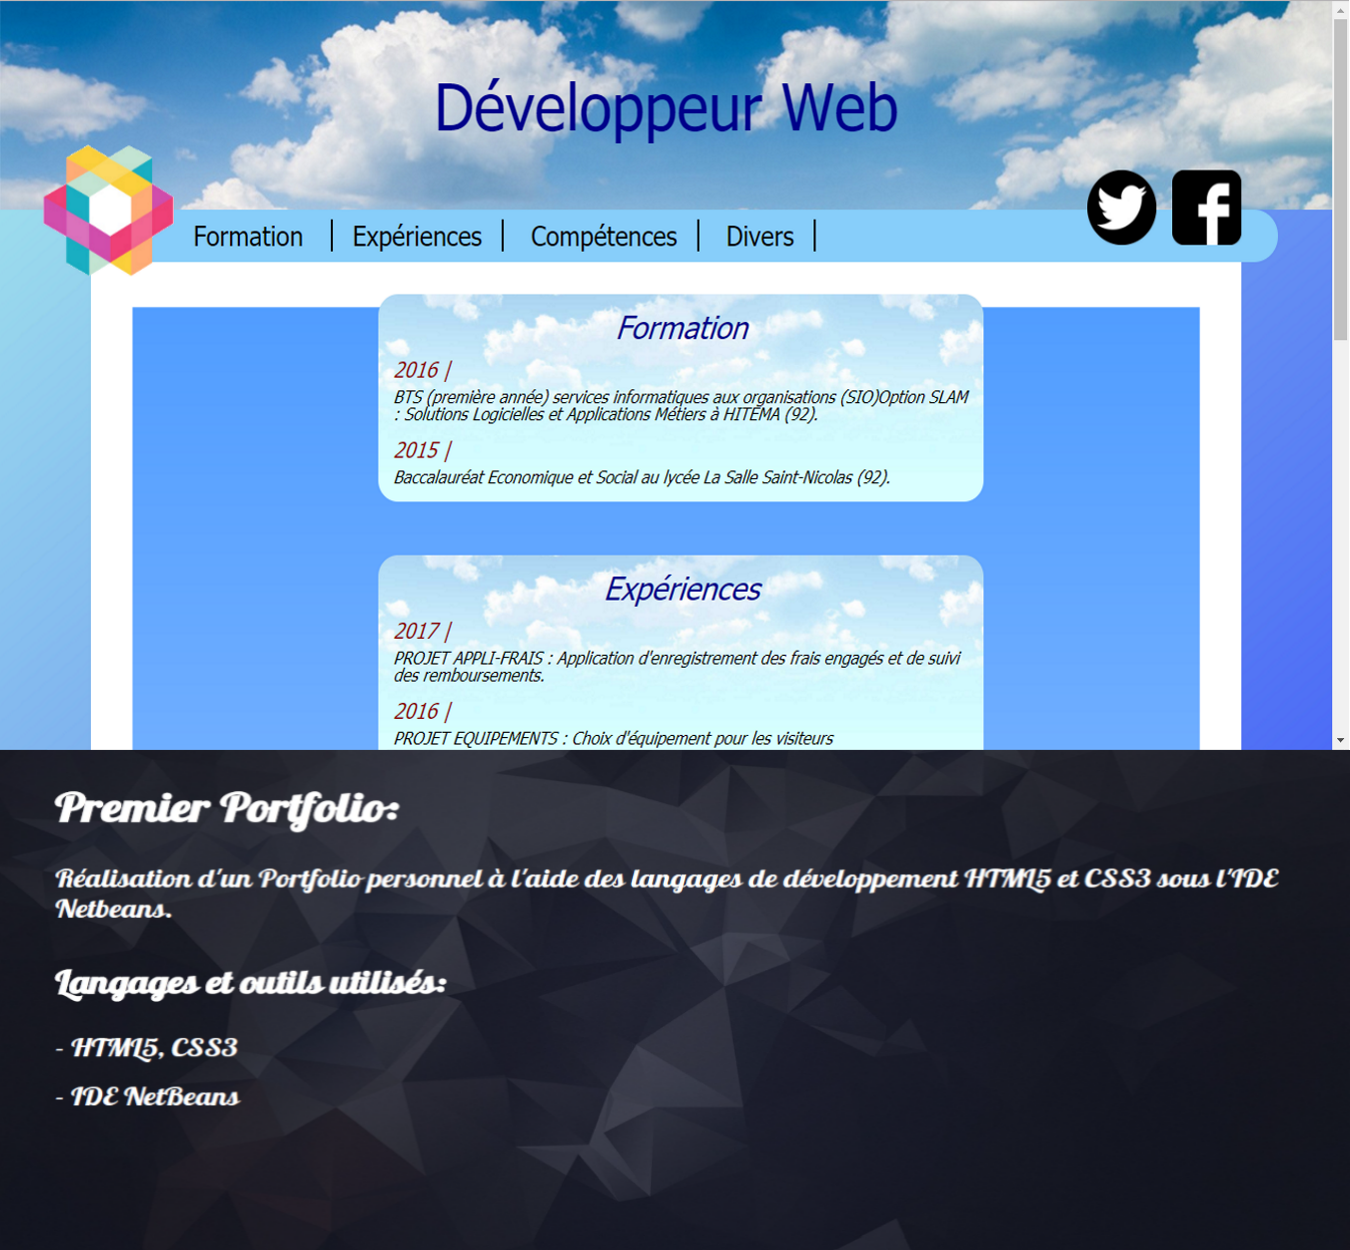 Développeur Web
Formation | Expériences | Compétences | Divers |
Formation
2016 |
BTS (première année) services informatiques aux organisations (SIO)Option SLAM
: Solutions Logicielles et Applications Métiers à HITEMA (92).
2015 |
Baccalauréat Economique et Social au lycée La Salle Saint-Nicolas (92).
Expériences
2017 |
PROJET APPLI-FRAIS : Application d'enregistrement des frais engagés et de suivi
des remboursements.
2016 |
PROJET EQUIPEMENTS : Choix d'équipement pour les visiteurs
Premier Portfolio:
Réalisation d'un Portfolio personnel à l'aide des langages de développement HTML5 et CSS3 sous l'IDE
Netbeans.
Langages et outils utilisés:
- HTML5, CSS3
- IDE NetBeans